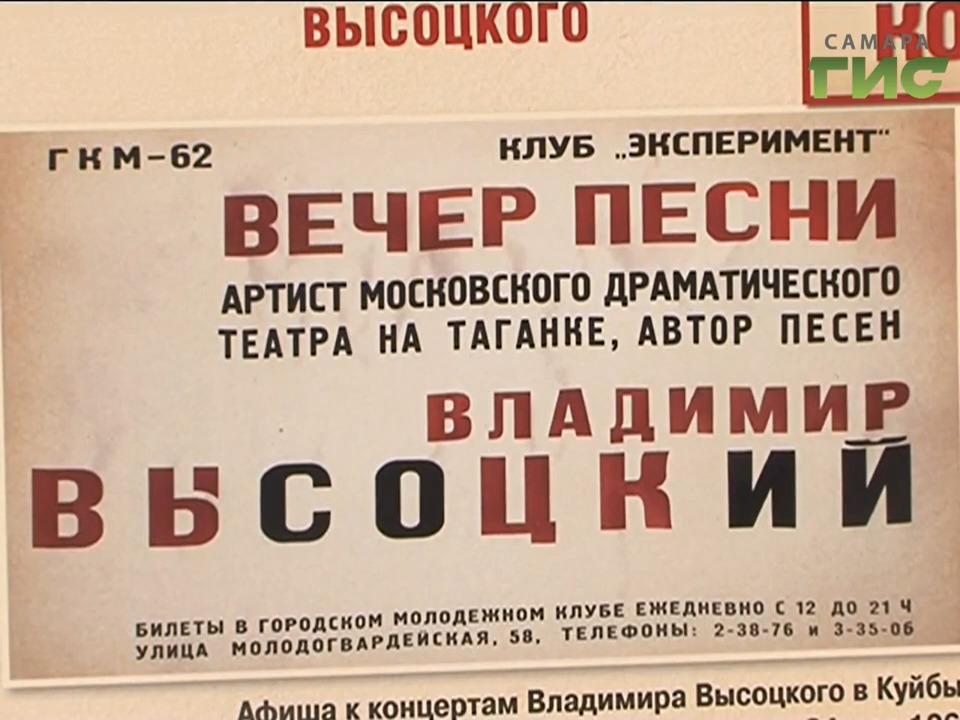 ВЫСОЦКОГО
КО
САМАРА
ГИС
ГКМ-62
КЛУБ „ЭКСПЕРИМЕНТ"
ВЕЧЕР ПЕСНИ
АРТИСТ МОСКОВСКОГО ДРАМАТИЧЕСКОГО
ТЕАТРА НА ТАГАНКЕ, АВТОР ПЕСЕН
ВЛАДИМИР
ВЫСОЦКИЙ
БИЛЕТЫ В ГОРОДСКОМ МОЛОДЕЖНОМ КЛУБЕ ЕЖЕДНЕВНО С 12 ДО 21 Ч
УЛИЦА МОЛОДОГВАРДЕЙСКАЯ, 58, ТЕЛЕФОНЫ: 2-38-76 и 3-35-06
Афиша к концертам Владимира Высоцкого в Куйбы